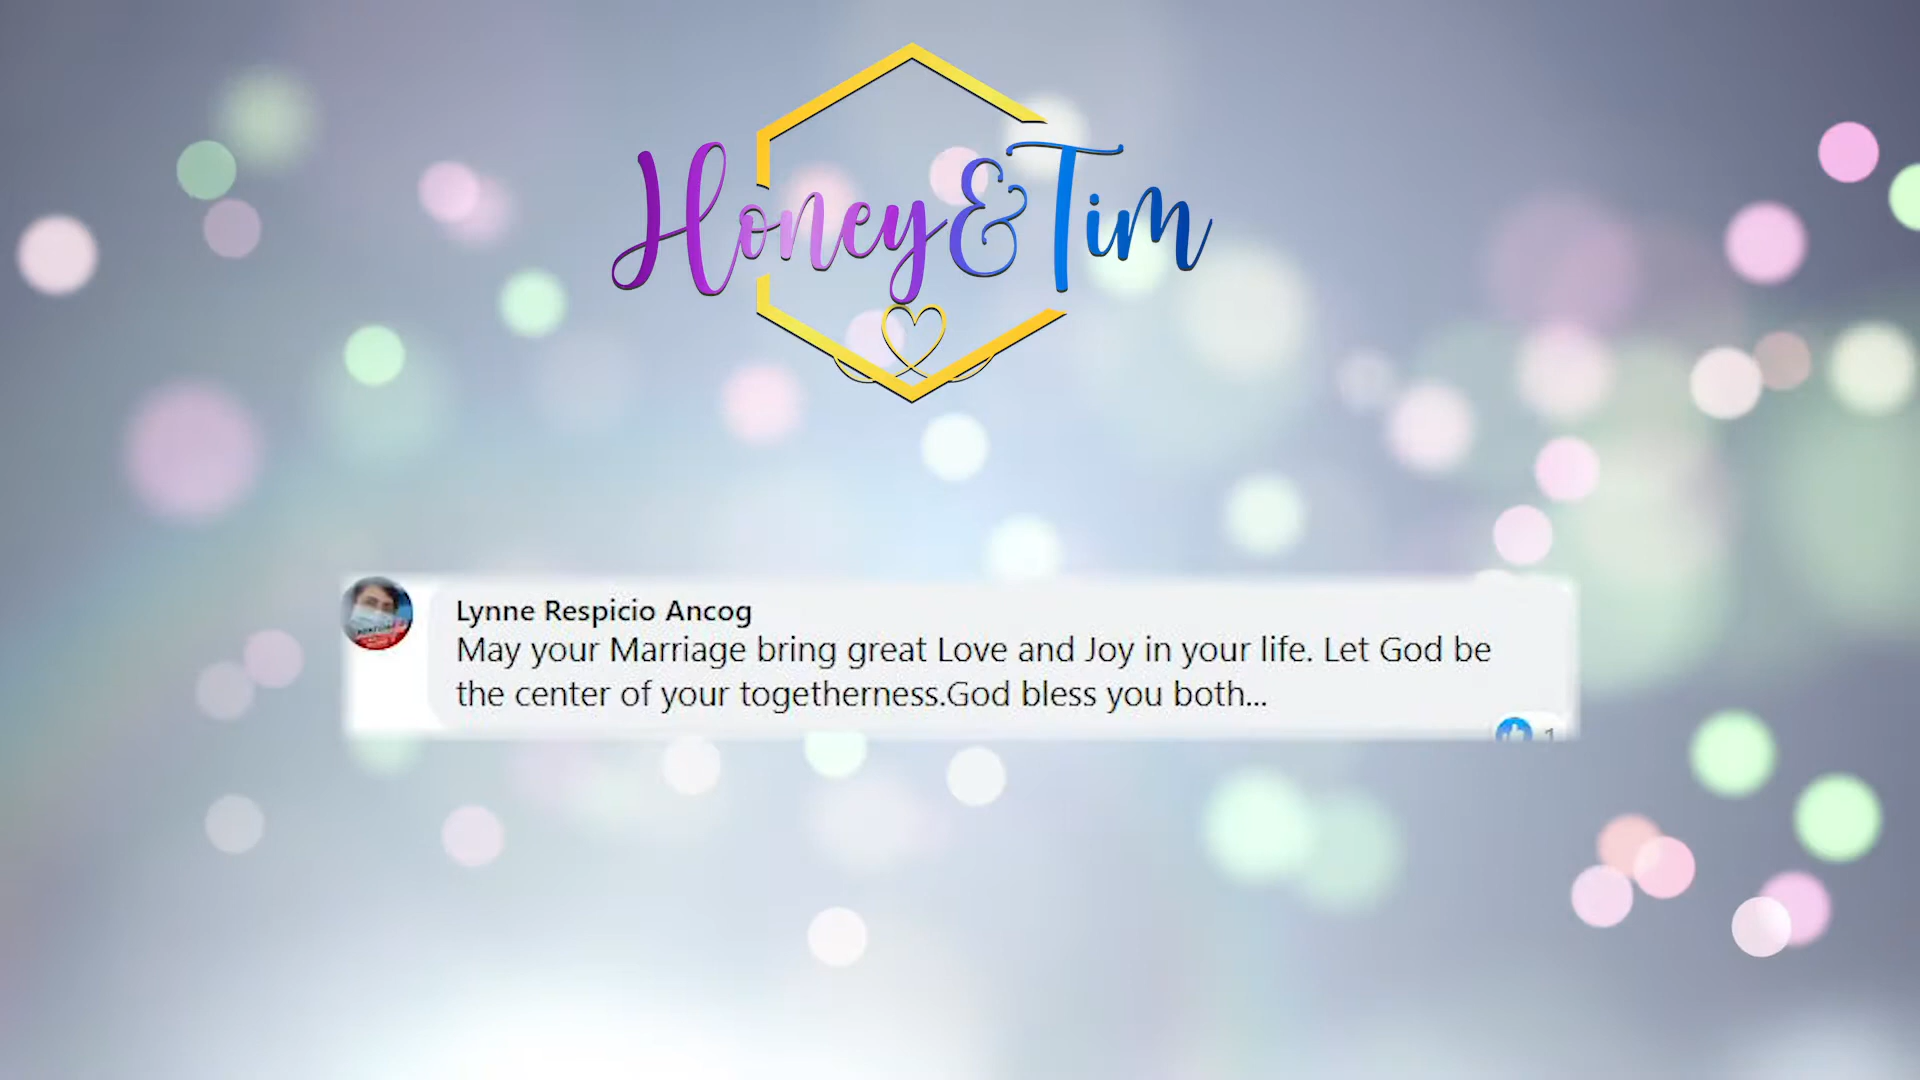 Honey & Tim
Lynne Respicio Ancog
May your Marriage bring great Love and Joy in your life. Let God be
the center of your togetherness.God bless you both...
1